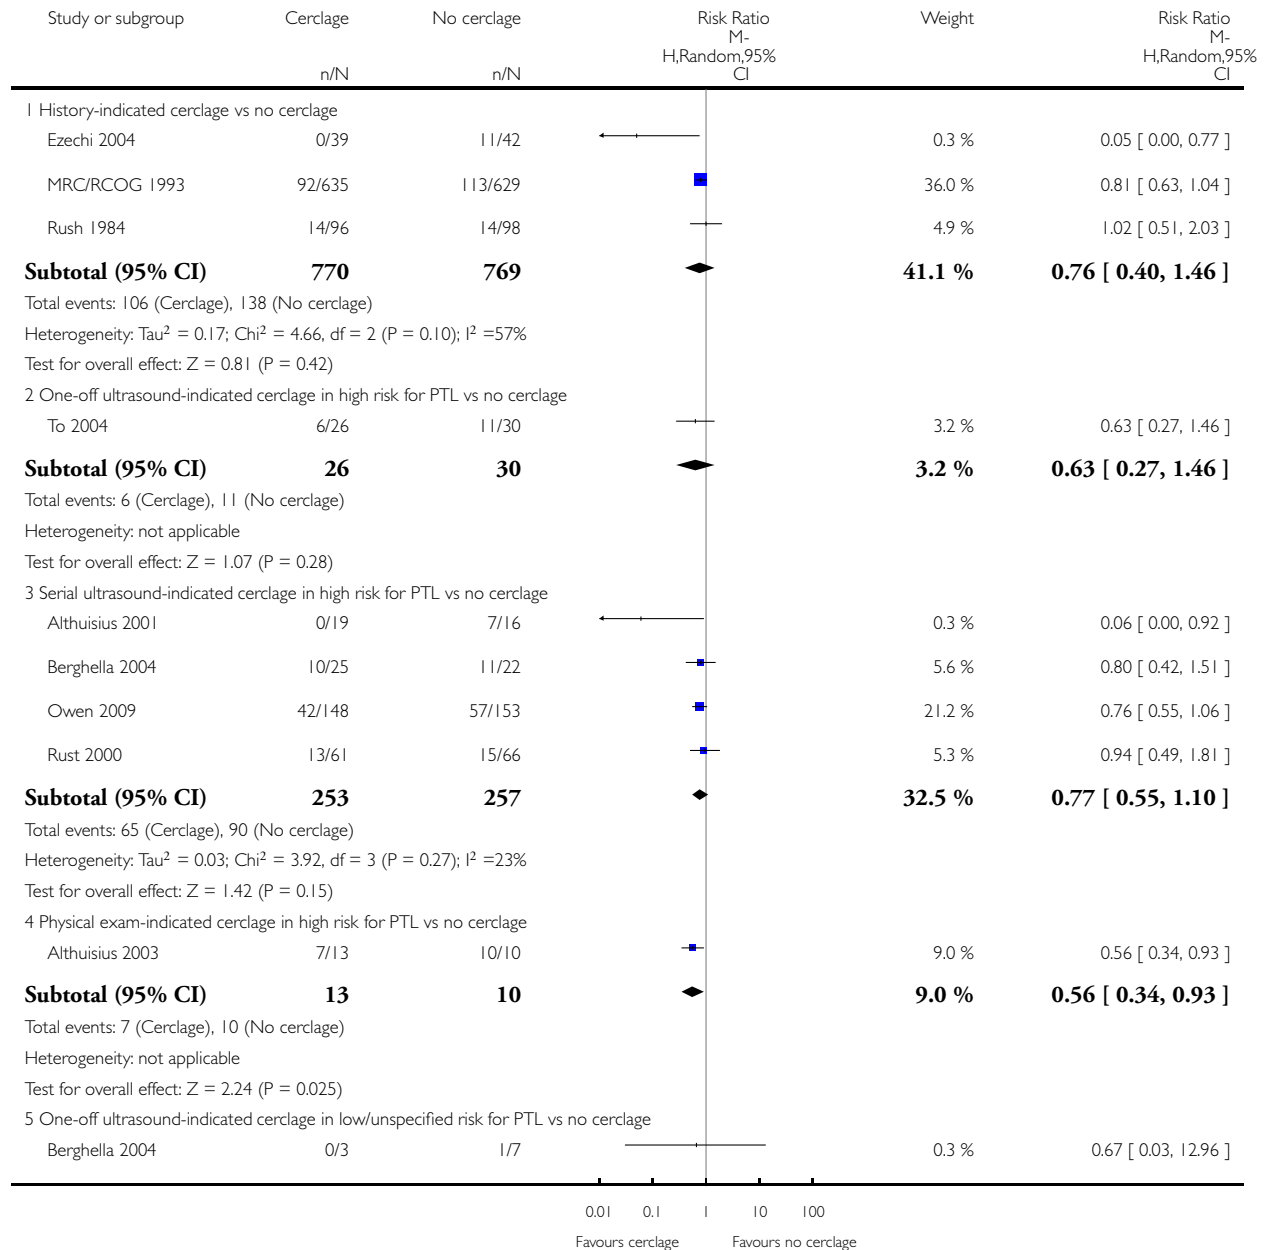 Study or subgroup Cerclage No cerclage Risk Ratio Weight Risk Ratio
M- M-
H,Random,95% H,Random,95%
n/N n/N CI CI
1 History-indicated cerclage vs no cerclage
Ezechi 2004 0/39 11/42 0.3 % 0.05 [ 0.00, 0.77 ]
MRC/RCOG 1993 92/635 113/629 36.0 % 0.81 [ 0.63, 1.04 ]
Rush 1984 14/96 14/98 4.9 % 1.02 [ 0.51, 2.03 ]
Subtotal (95% CI) 770 769 41.1 % 0.76 [ 0.40, 1.46 ]
Total events: 106 (Cerclage), 138 (No cerclage)
Heterogeneity: Tau² = 0.17; Chi² = 4.66, df = 2 (P = 0.10); I² =57%
Test for overall effect: Z = 0.81 (P = 0.42)
2 One-off ultrasound-indicated cerclage in high risk for PTL vs no cerclage
To 2004 6/26 11/30 3.2 % 0.63 [ 0.27, 1.46 ]
Subtotal (95% CI) 26 30 3.2 % 0.63 [ 0.27, 1.46 ]
Total events: 6 (Cerclage), 11 (No cerclage)
Heterogeneity: not applicable
Test for overall effect: Z = 1.07 (P = 0.28)
3 Serial ultrasound-indicated cerclage in high risk for PTL vs no cerclage
Althuisius 2001 0/19 7/16 0.3 % 0.06 [ 0.00, 0.92 ]
Berghella 2004 10/25 11/22 5.6 % 0.80 [ 0.42, 1.51 ]
Owen 2009 42/148 57/153 21.2 % 0.76 [ 0.55, 1.06 ]
Rust 2000 13/61 15/66 5.3 % 0.94 [ 0.49, 1.81 ]
Subtotal (95% CI) 253 257 32.5 % 0.77 [ 0.55, 1.10 ]
Total events: 65 (Cerclage), 90 (No cerclage)
Heterogeneity: Tau² = 0.03; Chi² = 3.92, df = 3 (P = 0.27); I² =23%
Test for overall effect: Z = 1.42 (P = 0.15)
4 Physical exam-indicated cerclage in high risk for PTL vs no cerclage
Althuisius 2003 7/13 10/10 9.0 % 0.56 [ 0.34, 0.93 ]
Subtotal (95% CI) 13 10 9.0 % 0.56 [ 0.34, 0.93 ]
Total events: 7 (Cerclage), 10 (No cerclage)
Heterogeneity: not applicable
Test for overall effect: Z = 2.24 (P = 0.025)
5 One-off ultrasound-indicated cerclage in low/unspecified risk for PTL vs no cerclage
Berghella 2004 0/3 1/7 0.3 % 0.67 [ 0.03, 12.96 ]
0.01 0.1 1 10 100
Favours cerclage Favours no cerclage